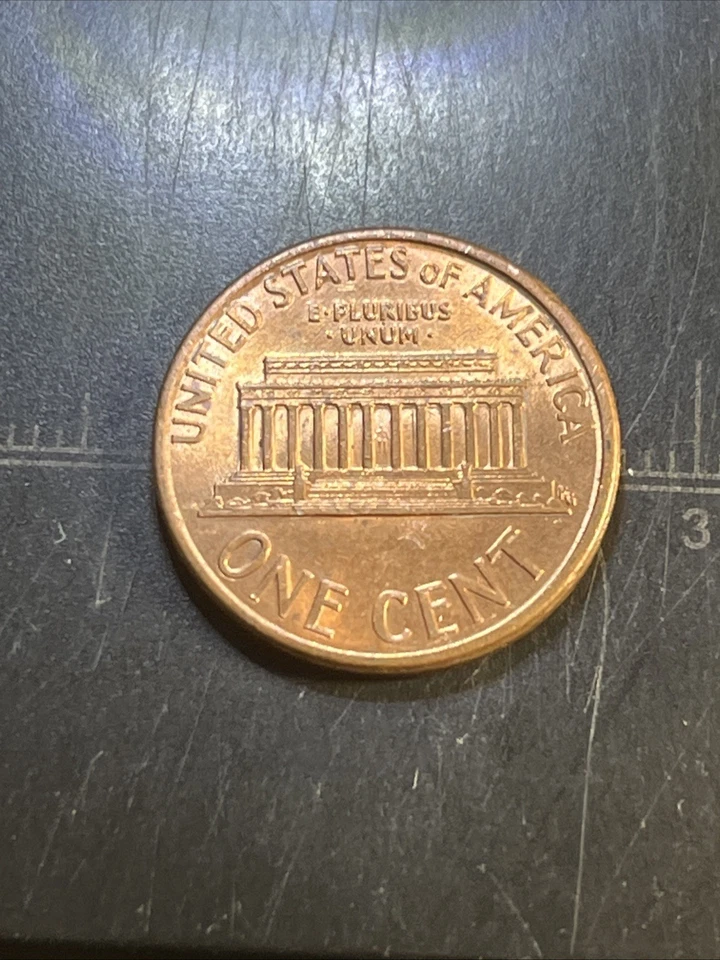 UNITED STATES OF AMERICA
E·PLURIBUS
·UNUM·
ONE CENT
3